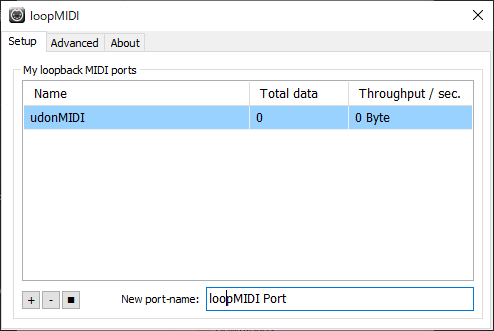 loopMIDI
Setup Advanced About
My loopback MIDI ports
Name Total data Throughput / sec.
udonMIDI 0 0 Byte
+ - ■ New port-name: loopMIDI Port